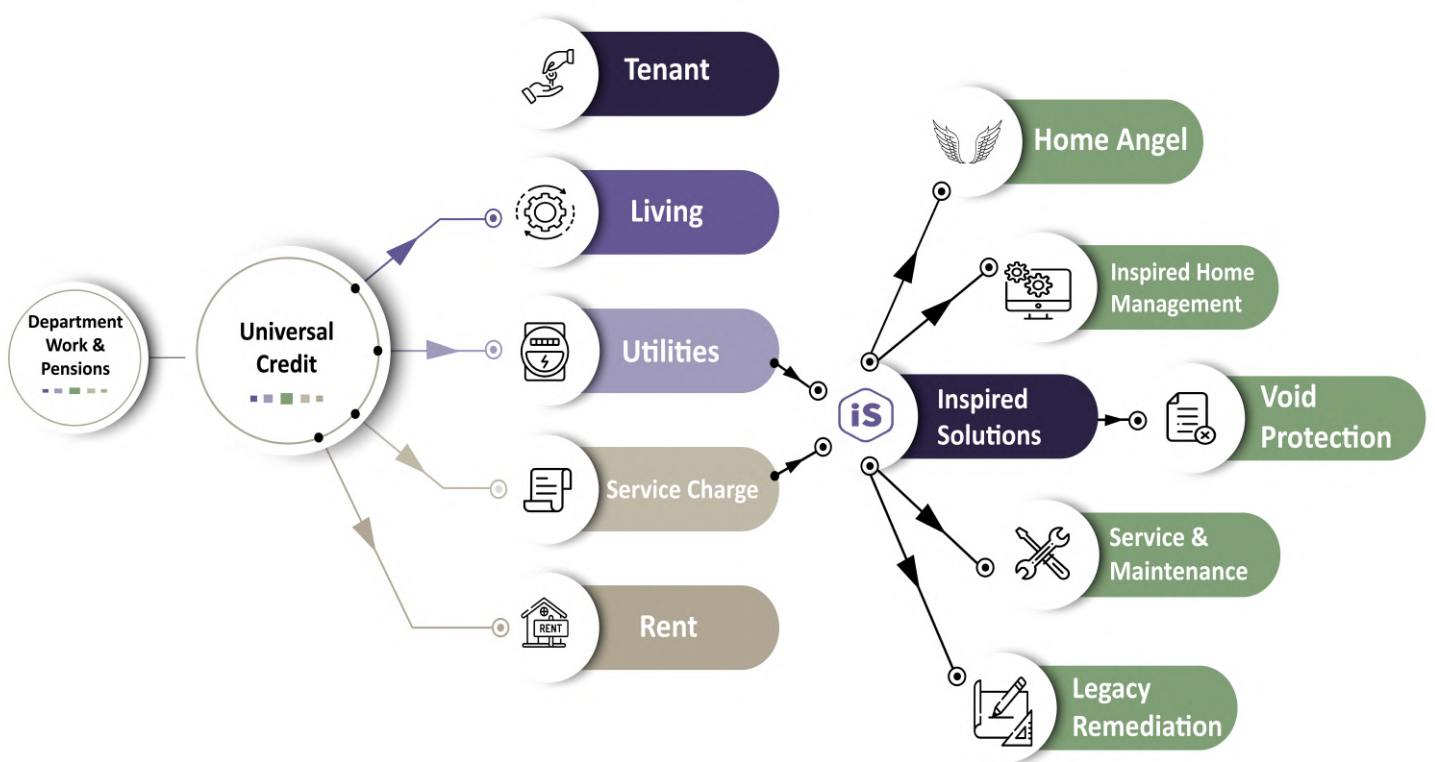 Department
Work &
Pensions
Universal
Credit
Tenant
Living
Utilities
Service Charge
RENT
Rent
iS
Inspired
Solutions
Home Angel
Inspired Home
Management
Void
Protection
Service &
Maintenance
Legacy
Remediation